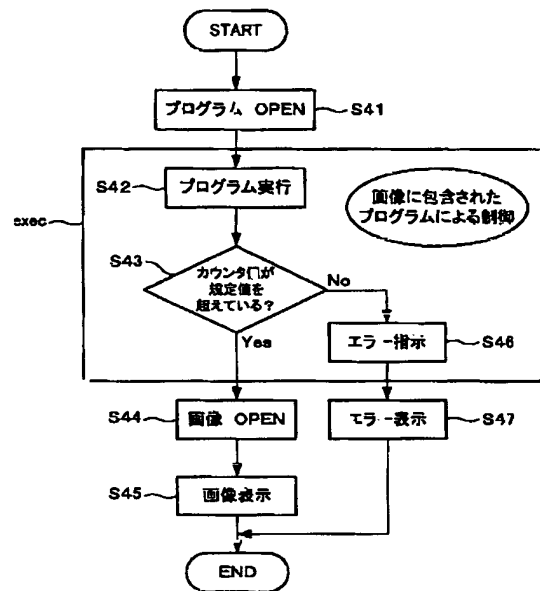 START
プログラム OPEN
S41
S42
プログラム実行
画像に包含された
プログラムによる制御
exec
S43
カウンタ
が
規定値を
超えている?
No
Yes
エラー指示
S46
S44
画像 OPEN
エラー表示
S47
S45
画像表示
END